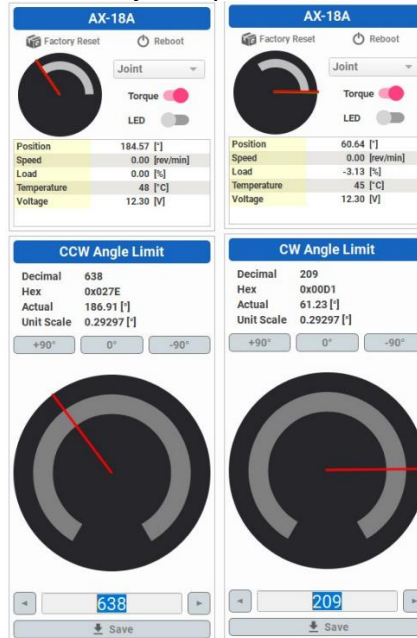 AX-18A
Factory Reset Reboot
Joint
Torque
LED
Position 184.57 [°]
Speed 0.00 [rev/min]
Load 0.00 [%]
Temperature 48 [°C]
Voltage 12.30 [V]
CCW Angle Limit
Decimal 638
Hex 0x027E
Actual 186.91 [°]
Unit Scale 0.29297 [°]
+90° 0° -90°
638
Save
AX-18A
Factory Reset Reboot
Joint
Torque
LED
Position 60.64 [°]
Speed 0.00 [rev/min]
Load -3.13 [%]
Temperature 45 [°C]
Voltage 12.30 [V]
CW Angle Limit
Decimal 209
Hex 0x00D1
Actual 61.23 [°]
Unit Scale 0.29297 [°]
+90° 0° -90°
209
Save